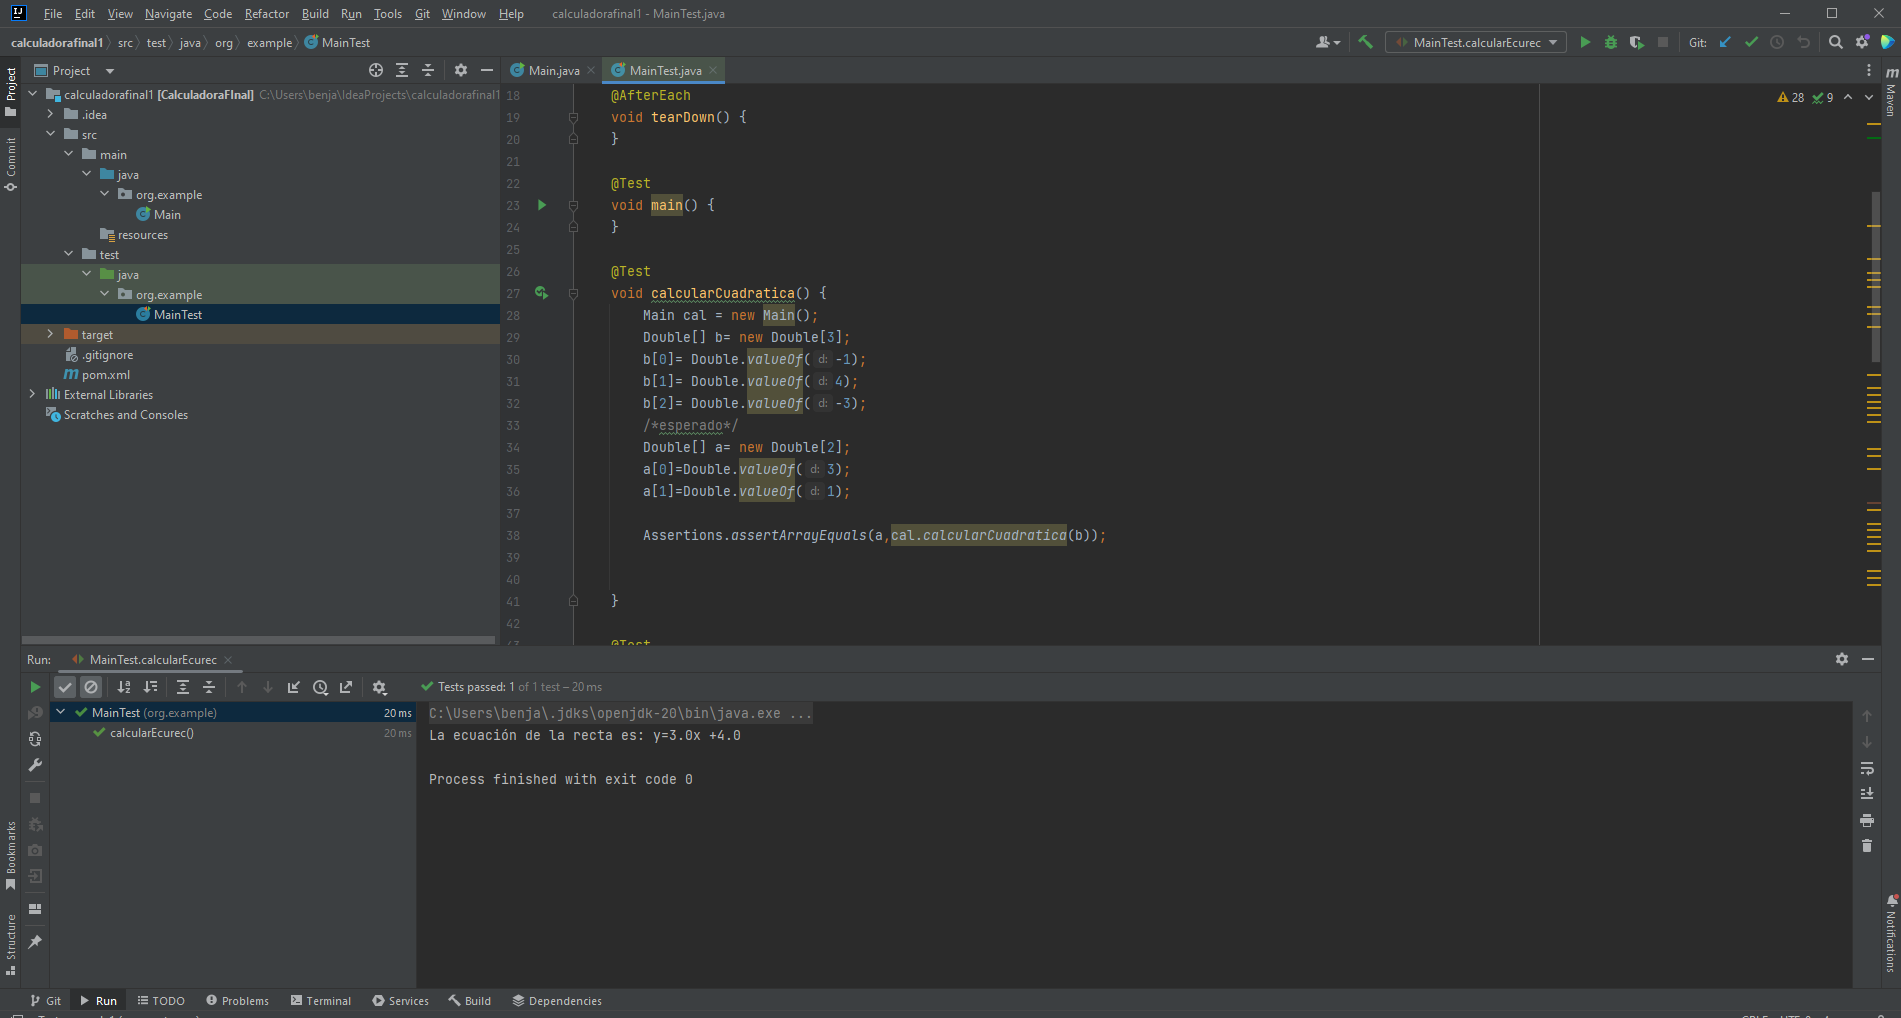 File Edit View Navigate Code Refactor Build Run Tools Git Window Help calculadorafinal1 - MainTest.java
calculadorafinal1 src test java org example MainTest
MainTest.calcularEcurec Git:
Project
Main.java MainTest.java
calculadorafinal1 [CalculadoraFInal] C:\Users\benja\IdeaProjects\calculadorafinal1
.idea
src
main
java
org.example
Main
resources
test
java
org.example
MainTest
target
.gitignore
pom.xml
External Libraries
Scratches and Consoles
Project
Commit
Bookmarks
Structure
28 9
18 @AfterEach
19 void tearDown() {
20 }
21
22 @Test
23 void main() {
24 }
25
26 @Test
27 void calcularCuadratica() {
28 Main cal = new Main();
29 Double[] b= new Double[3];
30 b[0]= Double.valueOf( d: -1);
31 b[1]= Double.valueOf( d: 4);
32 b[2]= Double.valueOf( d: -3);
33 /*esperado*/
34 Double[] a= new Double[2];
35 a[0]=Double.valueOf( d: 3);
36 a[1]=Double.valueOf( d: 1);
37
38 Assertions.assertArrayEquals(a,cal.calcularCuadratica(b));
39
40
41 }
42
@Test
Maven
Notifications
Run: MainTest.calcularEcurec
Tests passed: 1 of 1 test – 20 ms
MainTest (org.example) 20 ms
calcularEcurec() 20 ms
C:\Users\benja\.jdks\openjdk-20\bin\java.exe ...
La ecuación de la recta es: y=3.0x +4.0
Process finished with exit code 0
Git Run TODO Problems Terminal Services Build Dependencies